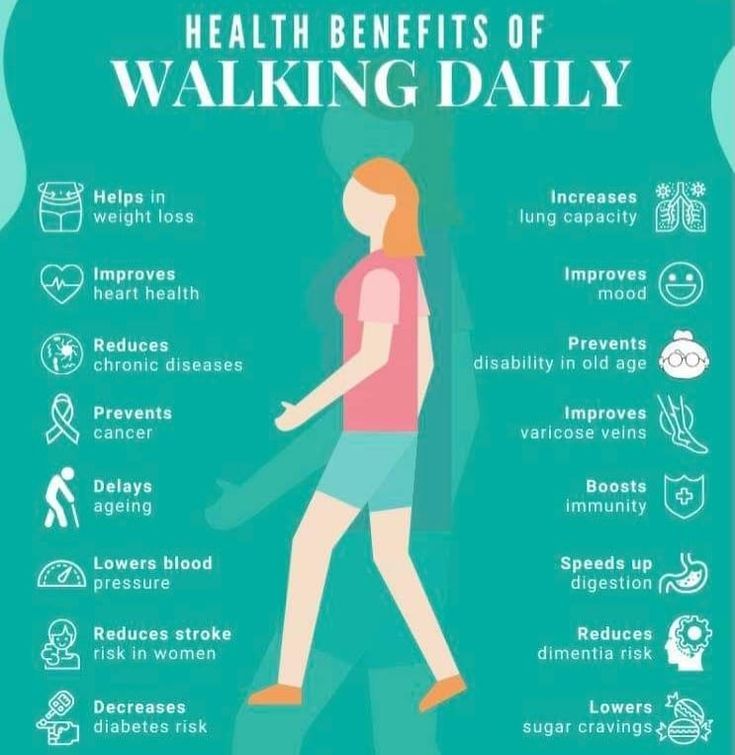 HEALTH BENEFITS OF
WALKING DAILY
Helps in
weight loss
Improves
heart health
Reduces
chronic diseases
Prevents
cancer
Delays
ageing
Lowers blood
pressure
Reduces stroke
risk in women
Decreases
diabetes risk
Increases
lung capacity
Improves
mood
Prevents
disability in old age
Improves
varicose veins
Boosts
immunity
Speeds up
digestion
Reduces
dimentia risk
Lowers
sugar cravings